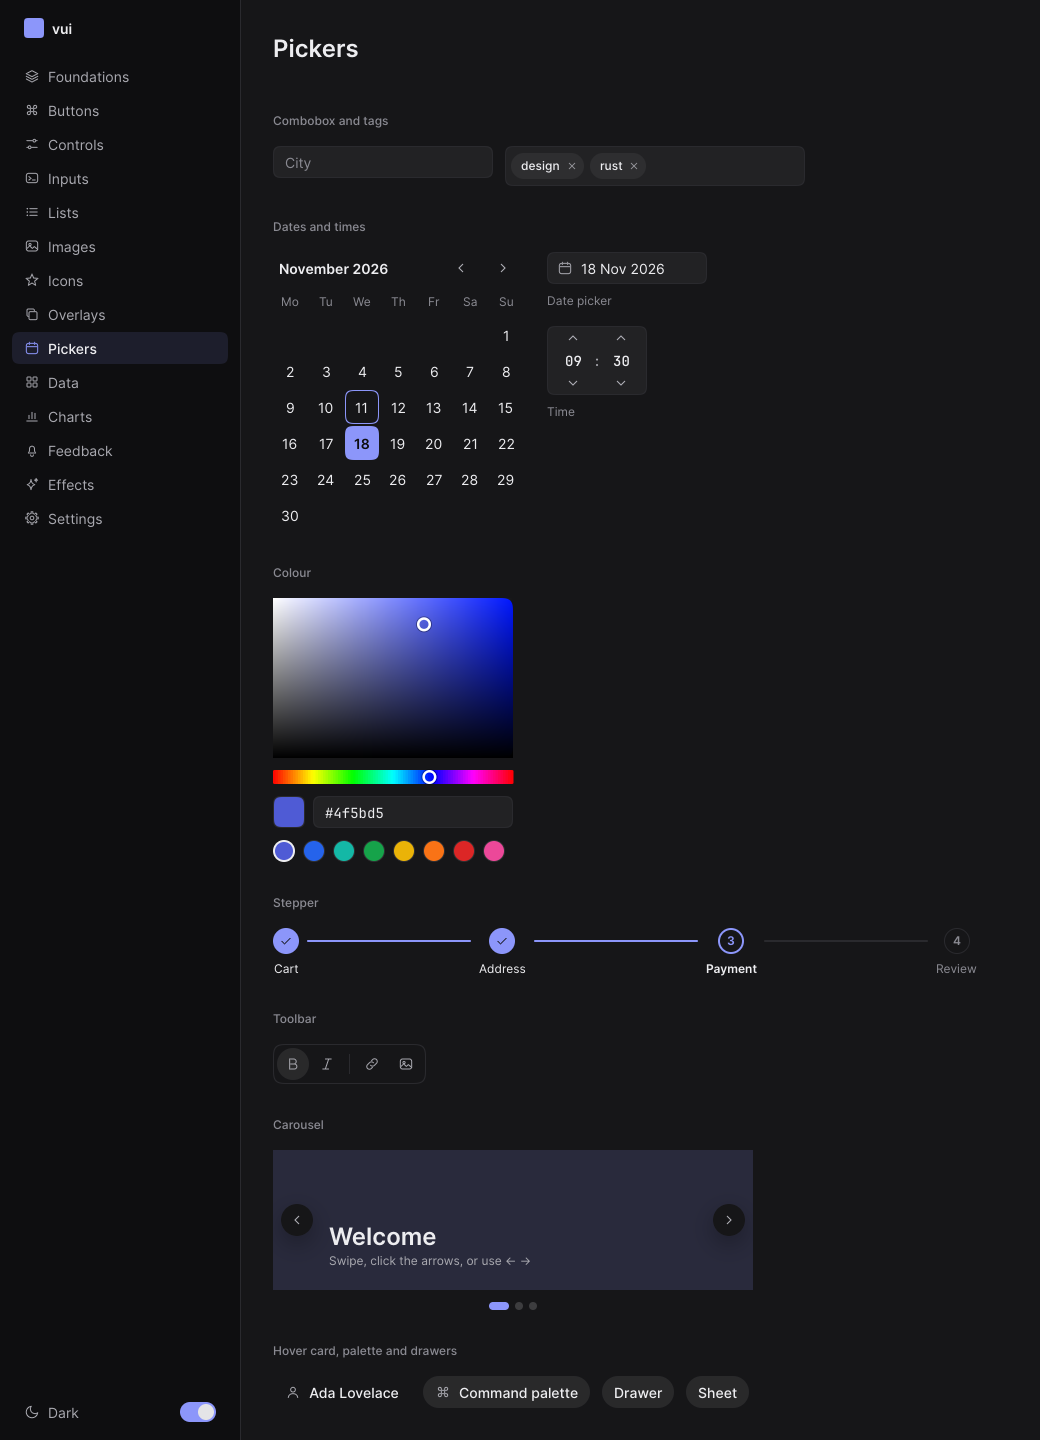 vui
Foundations
Buttons
Controls
Inputs
Lists
Images
Icons
Overlays
Pickers
Data
Charts
Feedback
Effects
Settings
Dark
Pickers
Combobox and tags
City
design × rust ×
Dates and times
November 2026
Mo Tu We Th Fr Sa Su
1
2 3 4 5 6 7 8
9 10 11 12 13 14 15
16 17 18 19 20 21 22
23 24 25 26 27 28 29
30
18 Nov 2026
Date picker
09 : 30
Time
Colour
#4f5bd5
Stepper
3 4
Cart Address Payment Review
Toolbar
B I
Carousel
Welcome
Swipe, click the arrows, or use ← →
Hover card, palette and drawers
Ada Lovelace ⌘ Command palette Drawer Sheet